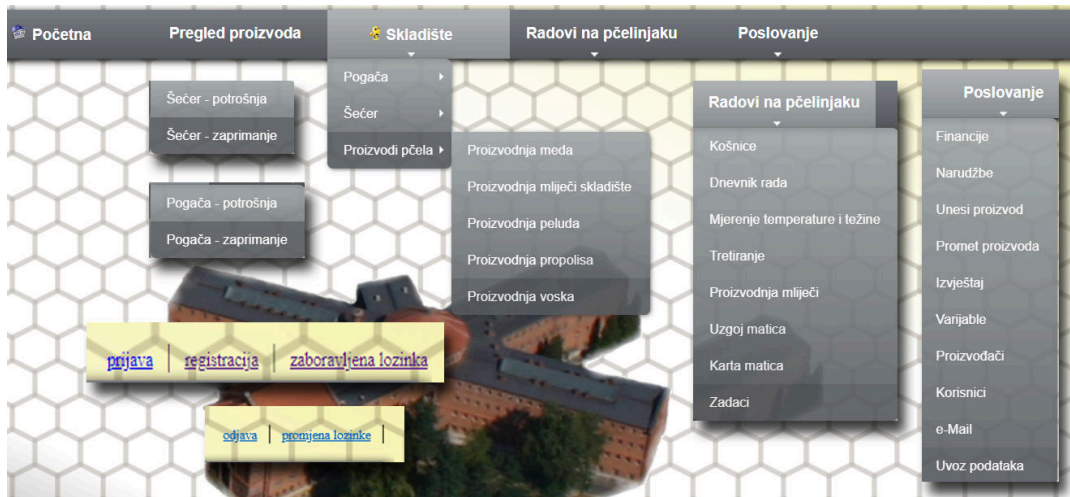 Početna
Pregled proizvoda
Skladište
Radovi na pčelinjaku
Poslovanje
Pogača
Šećer
Proizvodi pčela
Proizvodnja meda
Proizvodnja mliječi skladište
Proizvodnja peluda
Proizvodnja propolisa
Proizvodnja voska
Šećer - potrošnja
Šećer - zaprimanje
Pogača - potrošnja
Pogača - zaprimanje
prijava | registracija | zaboravljena lozinka
odjava | promjena lozinke |
Radovi na pčelinjaku
Košnice
Dnevnik rada
Mjerenje temperature i težine
Tretiranje
Proizvodnja mliječi
Uzgoj matica
Karta matica
Zadaci
Poslovanje
Financije
Narudžbe
Unesi proizvod
Promet proizvoda
Izvještaj
Varijable
Proizvođači
Korisnici
e-Mail
Uvoz podataka